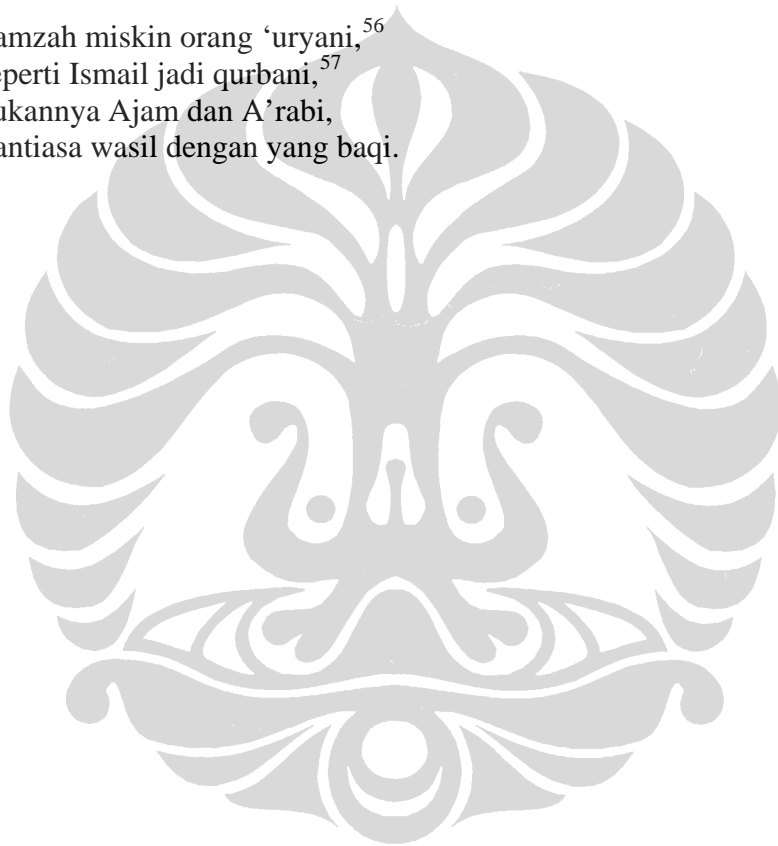 amzah miskin orang ‘uryani,56
eperti Ismail jadi qurbani,57
ukannya Ajam dan A’rabi,
antiasa wasil dengan yang baqi.